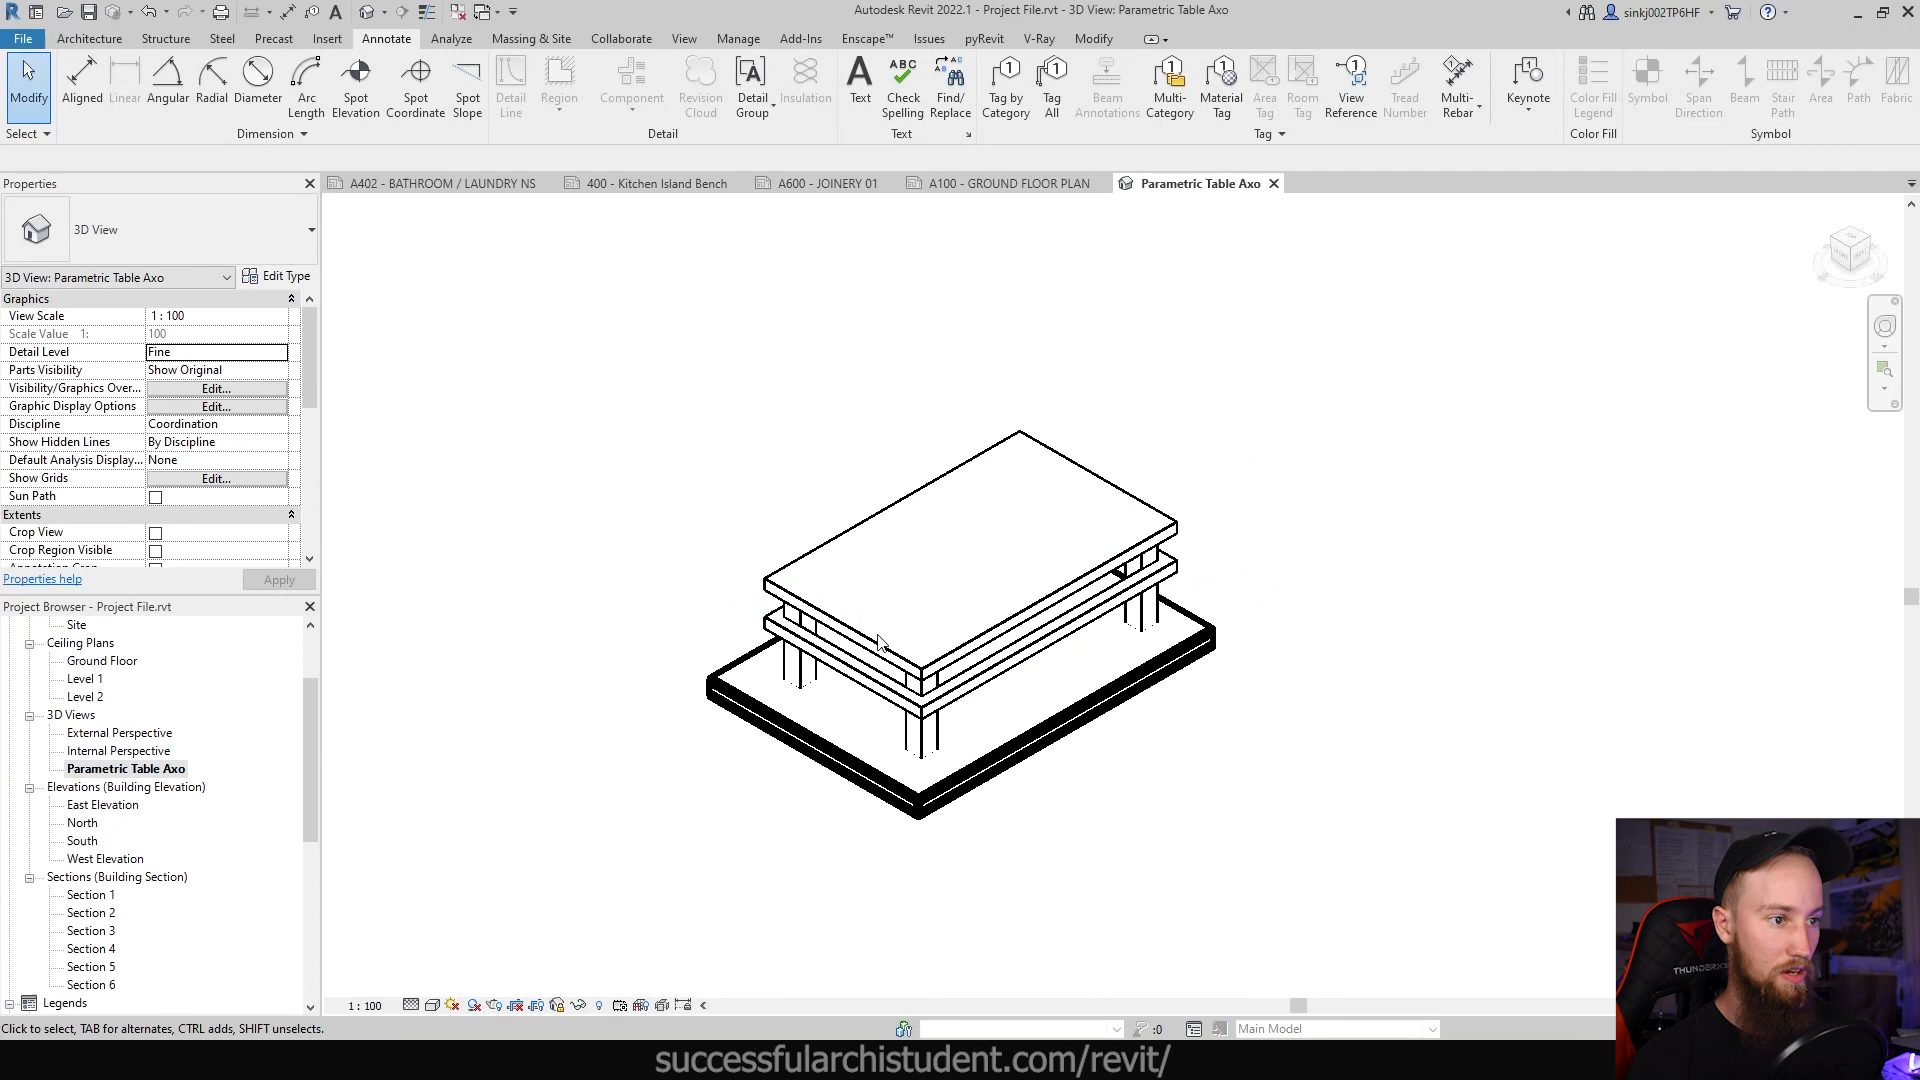 Autodesk Revit 2022.1 - Project File.rvt - 3D View: Parametric Table Axo
sinkj002TP6HF
File Architecture Structure Steel Precast Insert Annotate Analyze Massing & Site Collaborate View Manage Add-Ins Enscape™ Issues pyRevit V-Ray Modify
Modify Aligned Linear Angular Radial Diameter Arc Length Spot Elevation Spot Coordinate Spot Slope Detail Line Region Component Revision Cloud Detail Group Insulation Text Check Spelling Find/ Replace Tag by Category Tag All Beam Annotations Multi- Category Material Tag Area Tag Room Tag View Reference Tread Number Multi- Rebar Keynote Color Fill Legend Symbol Span Direction Beam Stair Path Area Path Fabric
Select Dimension Detail Text Tag Color Fill Symbol
Properties
A402 - BATHROOM / LAUNDRY NS 400 - Kitchen Island Bench A600 - JOINERY 01 A100 - GROUND FLOOR PLAN Parametric Table Axo
3D View
3D View: Parametric Table Axo Edit Type
Graphics
View Scale 1 : 100
Scale Value 1: 100
Detail Level Fine
Parts Visibility Show Original
Visibility/Graphics Over... Edit...
Graphic Display Options Edit...
Discipline Coordination
Show Hidden Lines By Discipline
Default Analysis Display... None
Show Grids Edit...
Sun Path
Extents
Crop View
Crop Region Visible
Properties help Apply
Project Browser - Project File.rvt
Site
Ceiling Plans
Ground Floor
Level 1
Level 2
3D Views
External Perspective
Internal Perspective
Parametric Table Axo
Elevations (Building Elevation)
East Elevation
North
South
West Elevation
Sections (Building Section)
Section 1
Section 2
Section 3
Section 4
Section 5
Section 6
Legends
1 : 100
Click to select, TAB for alternates, CTRL adds, SHIFT unselects.
:0
Main Model
successfularchistudent.com/revit/